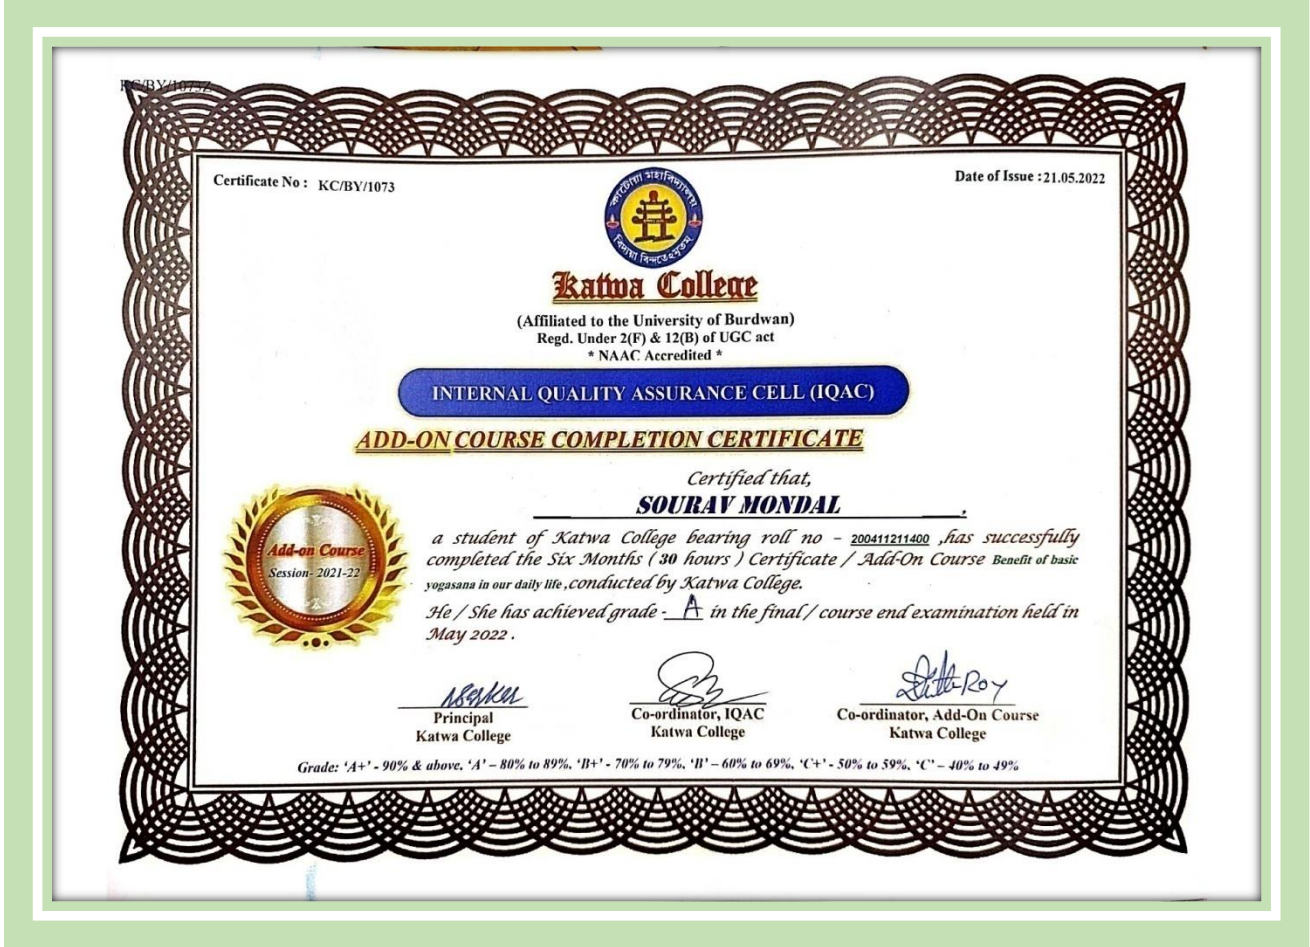 KC/BY/1073Z
Certificate No : KC/BY/1073
Date of Issue :21.05.2022
কাটোয়া মহাবিদ্যালয়
Katwa College
(Affiliated to the University of Burdwan)
Regd. Under 2(F) & 12(B) of UGC act
* NAAC Accredited *
INTERNAL QUALITY ASSURANCE CELL (IQAC)
ADD-ON COURSE COMPLETION CERTIFICATE
Certified that,
SOURAV MONDAL ,
Add-on Course
Session- 2021-22
a student of Katwa College bearing roll no – 200411211400 ,has successfully
completed the Six Months ( 30 hours ) Certificate / Add-On Course Benefit of basic
yogasana in our daily life ,conducted by Katwa College.
He / She has achieved grade - A in the final / course end examination held in
May 2022 .
Roy
Principal
Katwa College
Co-ordinator, IQAC
Katwa College
Co-ordinator, Add-On Course
Katwa College
Grade: 'A+' - 90% & above, 'A' – 80% to 89%, 'B+' - 70% to 79%, 'B' – 60% to 69%, 'C+' - 50% to 59%, 'C' – 40% to 49%